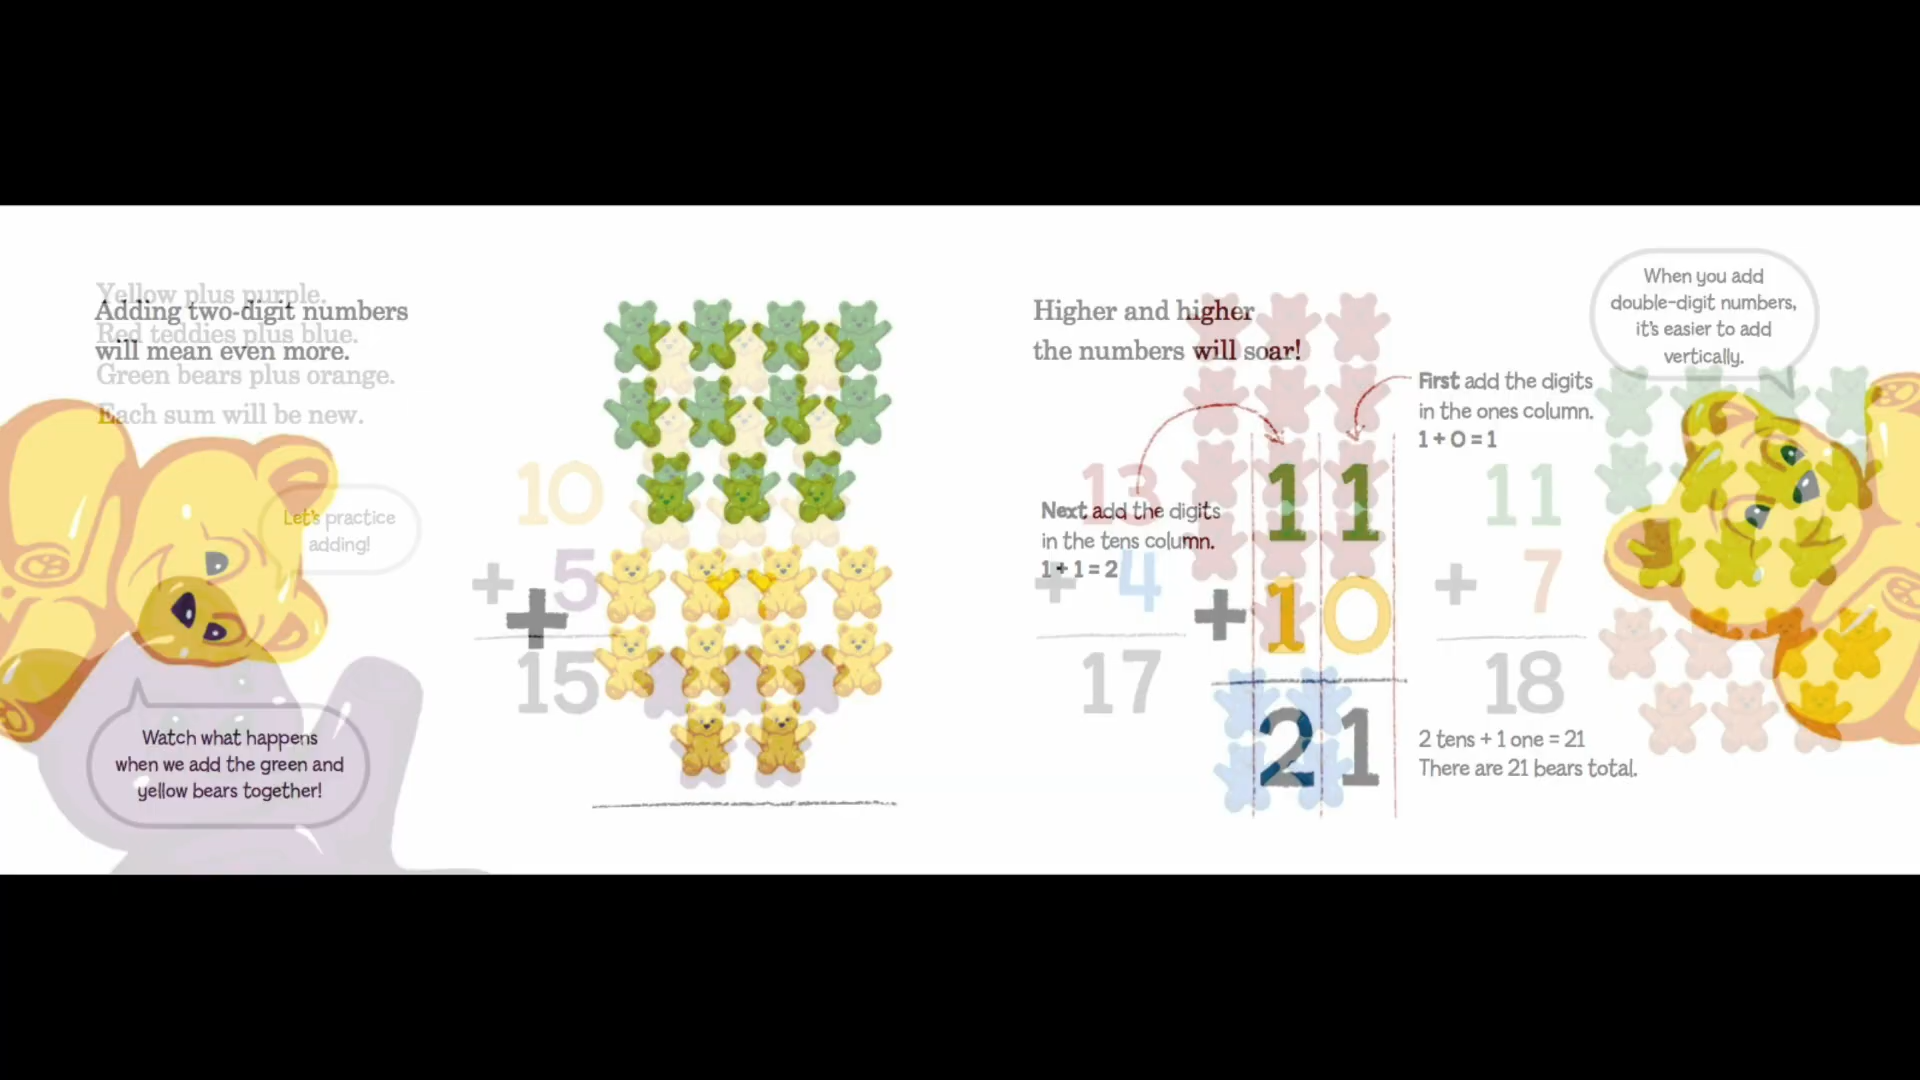 Yellow plus purple.
Red teddies plus blue.
Green bears plus orange.
Each sum will be new.
Adding two-digit numbers
will mean even more.
Let's practice
adding!
Watch what happens
when we add the green and
yellow bears together!
10
+ 5
15
+
Higher and higher
the numbers will soar!
13
+ 4
17
Next add the digits
in the tens column.
1 + 1 = 2
11
+ 10
21
First add the digits
in the ones column.
1 + 0 = 1
11
+ 7
18
2 tens + 1 one = 21
There are 21 bears total.
When you add
double-digit numbers,
it's easier to add
vertically.